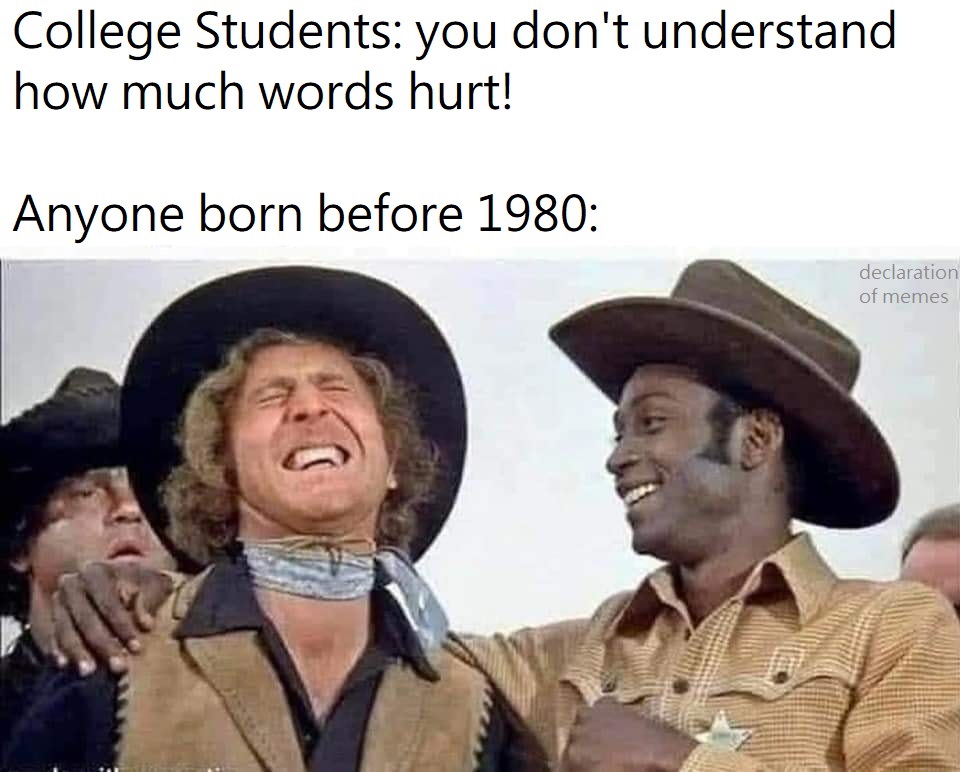 College Students: you don't understand
how much words hurt!
Anyone born before 1980:
declaration
of memes